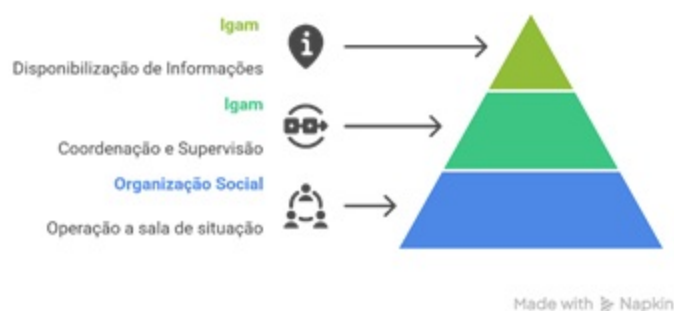 Igam
Disponibilização de Informações
Igam
Coordenação e Supervisão
Organização Social
Operação a sala de situação
Made with Napkin